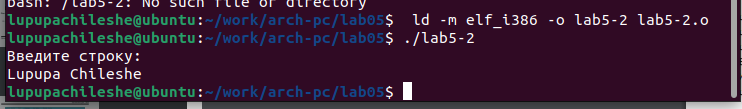 bash: /lab5-2: No such file or directory
lupupachileshe@ubuntu:~/work/arch-pc/lab05$  ld -m elf_i386 -o lab5-2 lab5-2.o
lupupachileshe@ubuntu:~/work/arch-pc/lab05$ ./lab5-2
Введите строку:
Lupupa Chileshe
lupupachileshe@ubuntu:~/work/arch-pc/lab05$